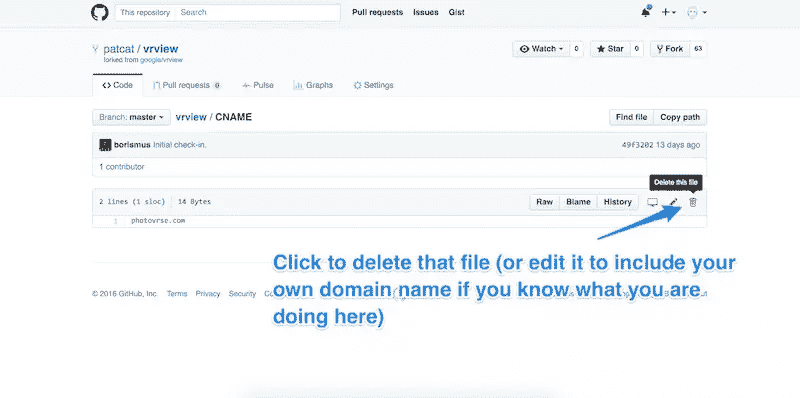 This repository Search Pull requests Issues Gist
patcat / vrview Watch 0 Star 0 Fork 63
forked from google/vrview
Code Pull requests 0 Pulse Graphs Settings
Branch: master vrview / CNAME Find file Copy path
borismus Initial check-in. 49f3202 13 days ago
1 contributor
Delete this file
2 lines (1 sloc) 14 Bytes Raw Blame History
1 photovrse.com
Click to delete that file (or edit it to include your
own domain name if you know what you are
doing here)
© 2016 GitHub, Inc Terms Privacy Security